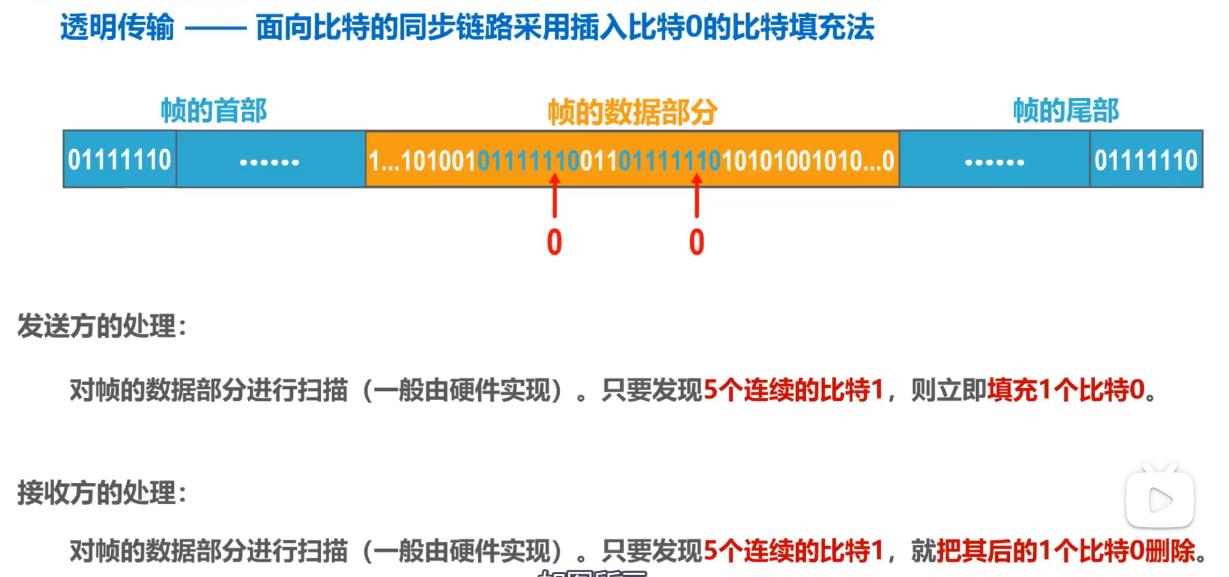 透明传输 —— 面向比特的同步链路采用插入比特0的比特填充法
帧的首部 帧的数据部分 帧的尾部
01111110 ...... 1...101001011111100110111111010101001010...0 ...... 01111110
0 0
发送方的处理：
对帧的数据部分进行扫描（一般由硬件实现）。只要发现5个连续的比特1，则立即填充1个比特0。
接收方的处理：
对帧的数据部分进行扫描（一般由硬件实现）。只要发现5个连续的比特1，就把其后的1个比特0删除。